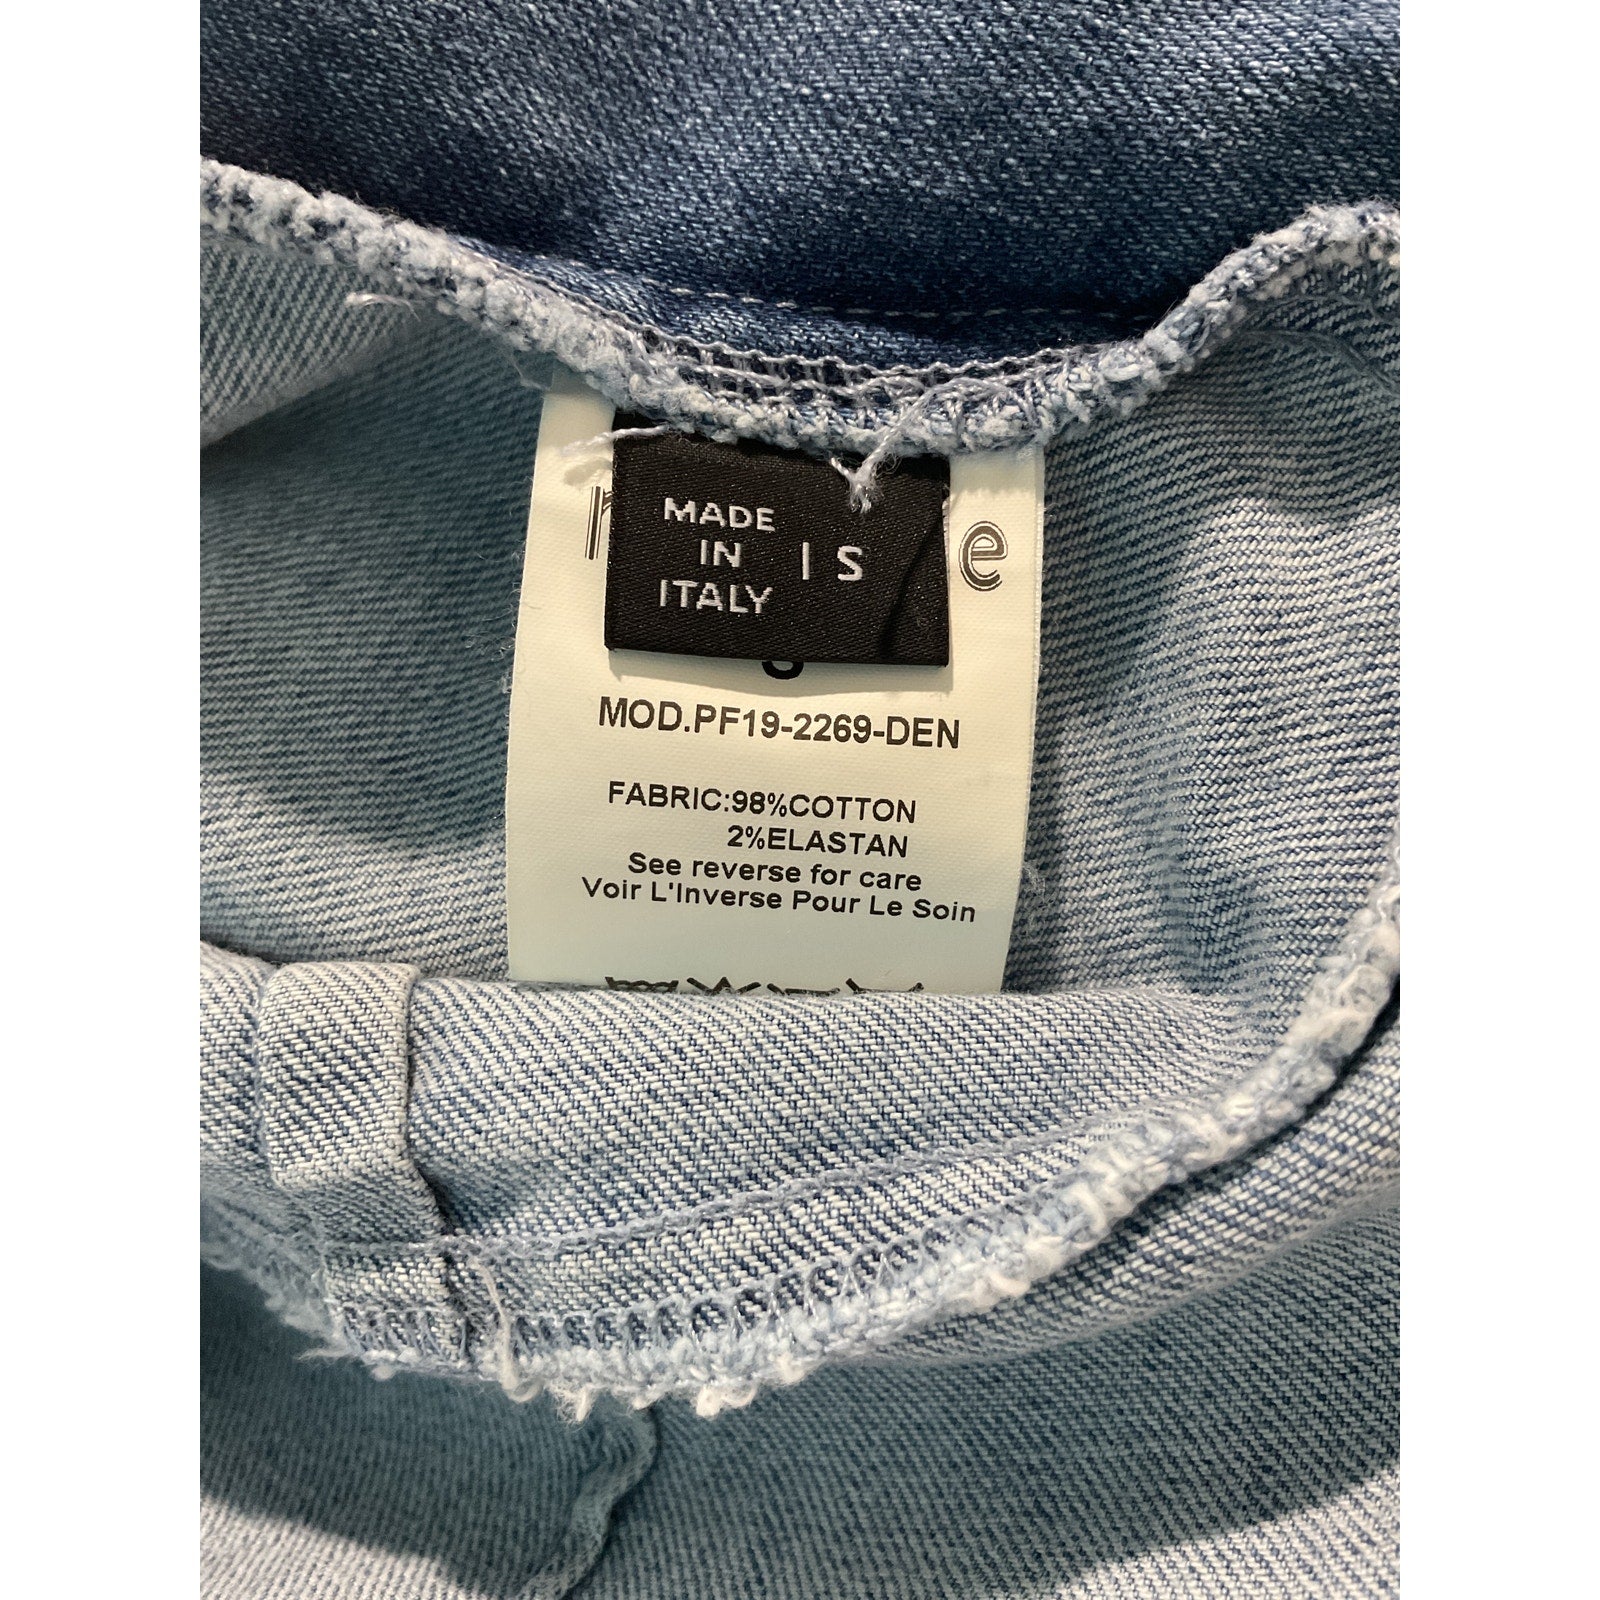 MADE
IN
ITALY
I S
e
MOD.PF19-2269-DEN
FABRIC:98%COTTON
2%ELASTAN
See reverse for care
Voir L'Inverse Pour Le Soin